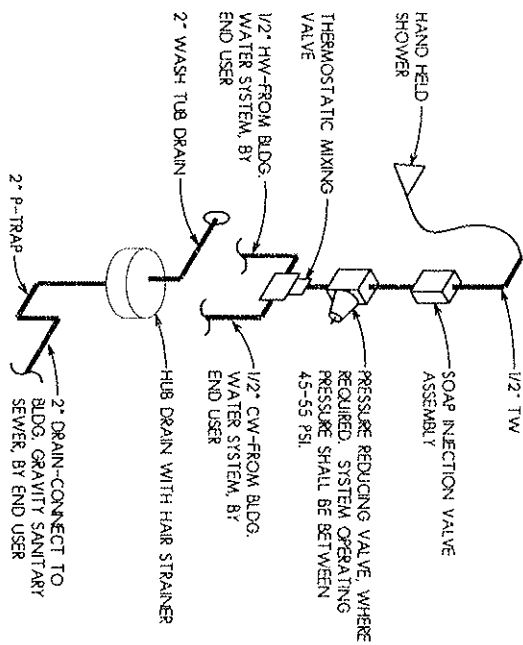 HAND HELD
SHOWER
1/2" TW
SOAP INJECTION VALVE
ASSEMBLY
THERMOSTATIC MIXING
VALVE
PRESSURE REDUCING VALVE, WHERE
REQUIRED. SYSTEM OPERATING
PRESSURE SHALL BE BETWEEN
45-55 PSI.
1/2" HW-FROM BLDG.
WATER SYSTEM, BY
END USER
1/2" CW-FROM BLDG.
WATER SYSTEM, BY
END USER
2" WASH TUB DRAIN
HUB DRAIN WITH HAIR STRAINER
2" P-TRAP
2" DRAIN-CONNECT TO
BLDG. GRAVITY SANITARY
SEWER, BY END USER